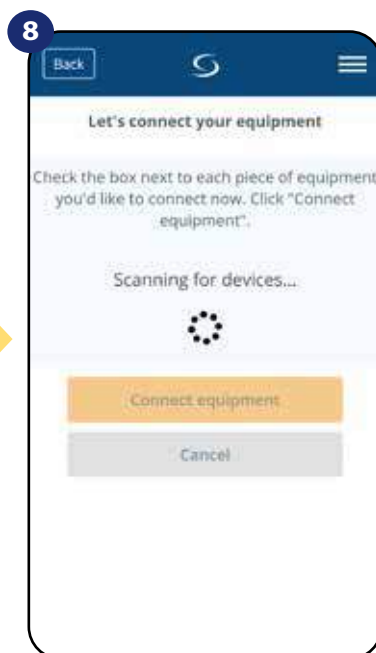 8
Back
Let's connect your equipment
Check the box next to each piece of equipment
you'd like to connect now. Click "Connect
equipment".
Scanning for devices...
Connect equipment
Cancel